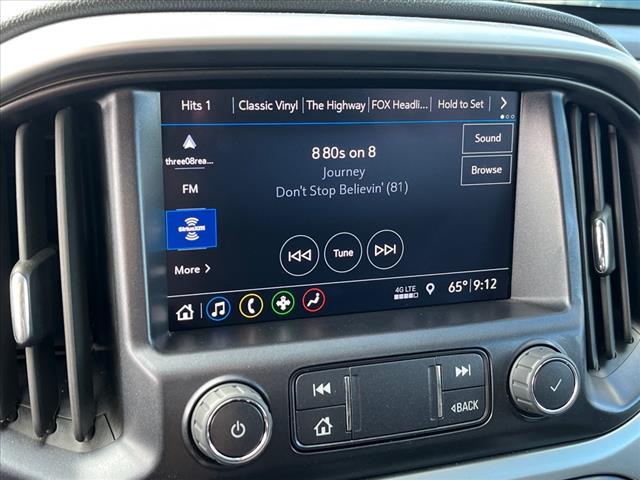 Hits 1 | Classic Vinyl | The Highway | FOX Headli... | Hold to Set
three08rea...
8 80s on 8
Sound
Journey
FM
Don't Stop Believin' (81)
Browse
SiriusXM
Tune
More >
4G LTE
65° 9:12
BACK